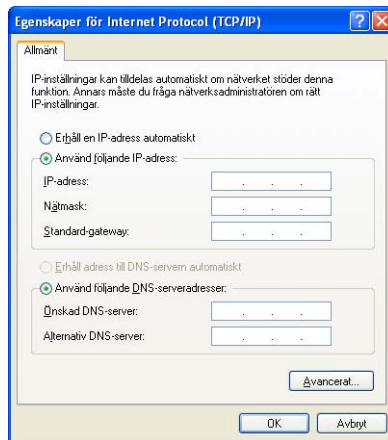 Egenskaper för Internet Protocol (TCP/IP)
Allmänt
IP-inställningar kan tilldelas automatiskt om nätverket stöder denna
funktion. Annars måste du fråga nätverksadministratören om rätt
IP-inställningar.
Erhåll en IP-adress automatiskt
Använd följande IP-adress:
IP-adress:
Nätmask:
Standard-gateway:
Erhåll adress till DNS-servern automatiskt
Använd följande DNS-serveradresser:
Önskad DNS-server:
Alternativ DNS-server:
Avancerat...
OK Avbryt